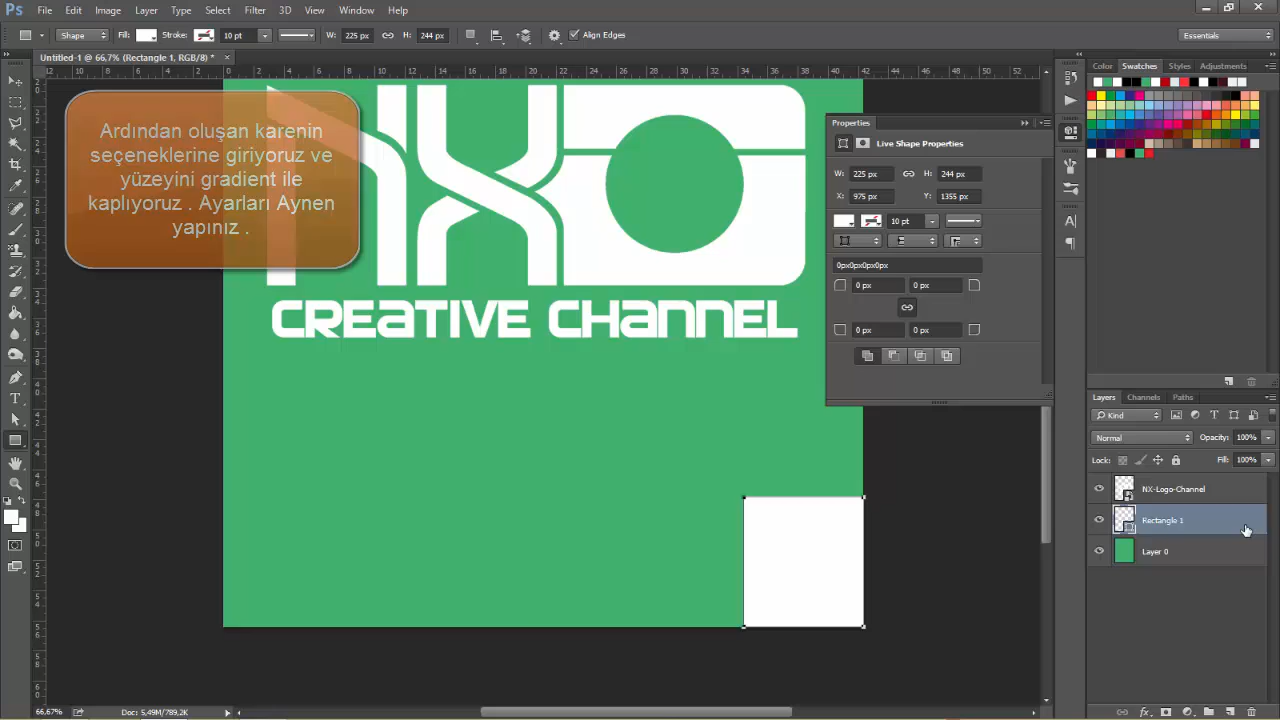 Ps File Edit Image Layer Type Select Filter 3D View Window Help
Shape Fill: Stroke: 10 pt W: 225 px H: 244 px Align Edges Essentials
Untitled-1 @ 66,7% (Rectangle 1, RGB/8) * ×
Color Swatches Styles Adjustments
Ardından oluşan karenin
seçeneklerine giriyoruz ve
yüzeyini gradient ile
kaplıyoruz . Ayarları Aynen
yapınız .
nxo
CREATIVE CHANNEL
Properties
Live Shape Properties
W: 225 px H: 244 px
X: 975 px Y: 1355 px
10 pt
0px0px0px0px
0 px 0 px
0 px 0 px
Layers Channels Paths
Kind
Normal Opacity: 100%
Lock: Fill: 100%
NX-Logo-Channel
Rectangle 1
Layer 0
66,67% Doc: 5,49M/789,2K